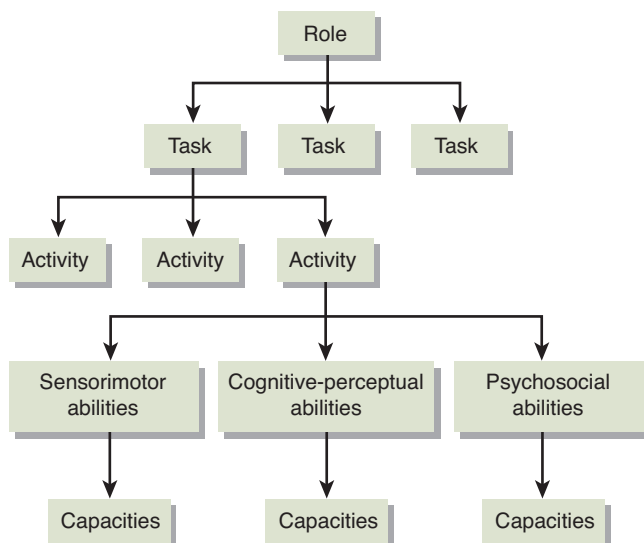 Role
Task
Task
Task
Activity
Activity
Activity
Sensorimotor
abilities
Cognitive-perceptual
abilities
Psychosocial
abilities
Capacities
Capacities
Capacities